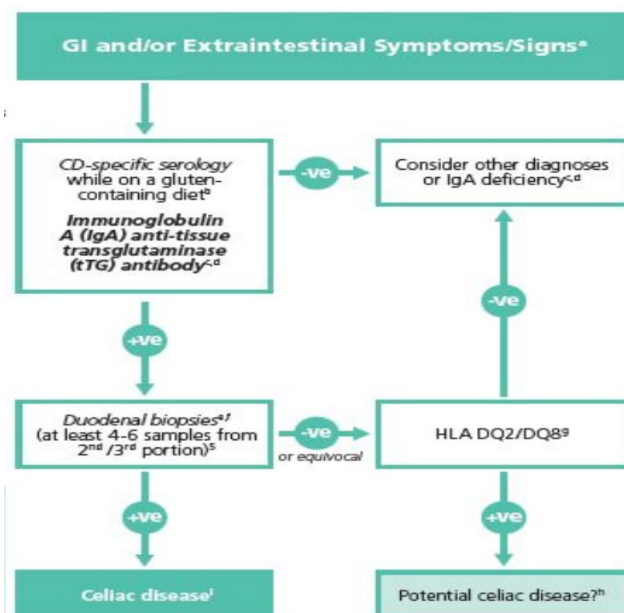 GI and/or Extraintestinal Symptoms/Signsᵃ
CD-specific serology
while on a gluten-
containing dietᵇ
Immunoglobulin
A (IgA) anti-tissue
transglutaminase
(tTG) antibodyᶜ,ᵈ
-ve
Consider other diagnoses
or IgA deficiencyᶜ,ᵈ
+ve
-ve
Duodenal biopsiesᵉ,ᶠ
(at least 4-6 samples from
2ⁿᵈ/3ʳᵈ portion)⁵
-ve
or equivocal
HLA DQ2/DQ8ᵍ
+ve
+ve
Celiac diseaseⁱ
Potential celiac disease?ʰ